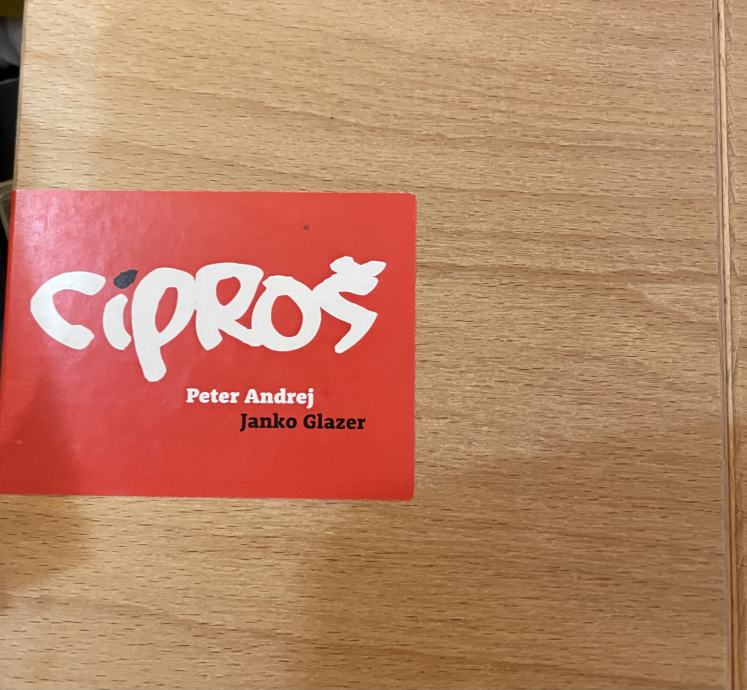 CiPROŠ
Peter Andrej
Janko Glazer